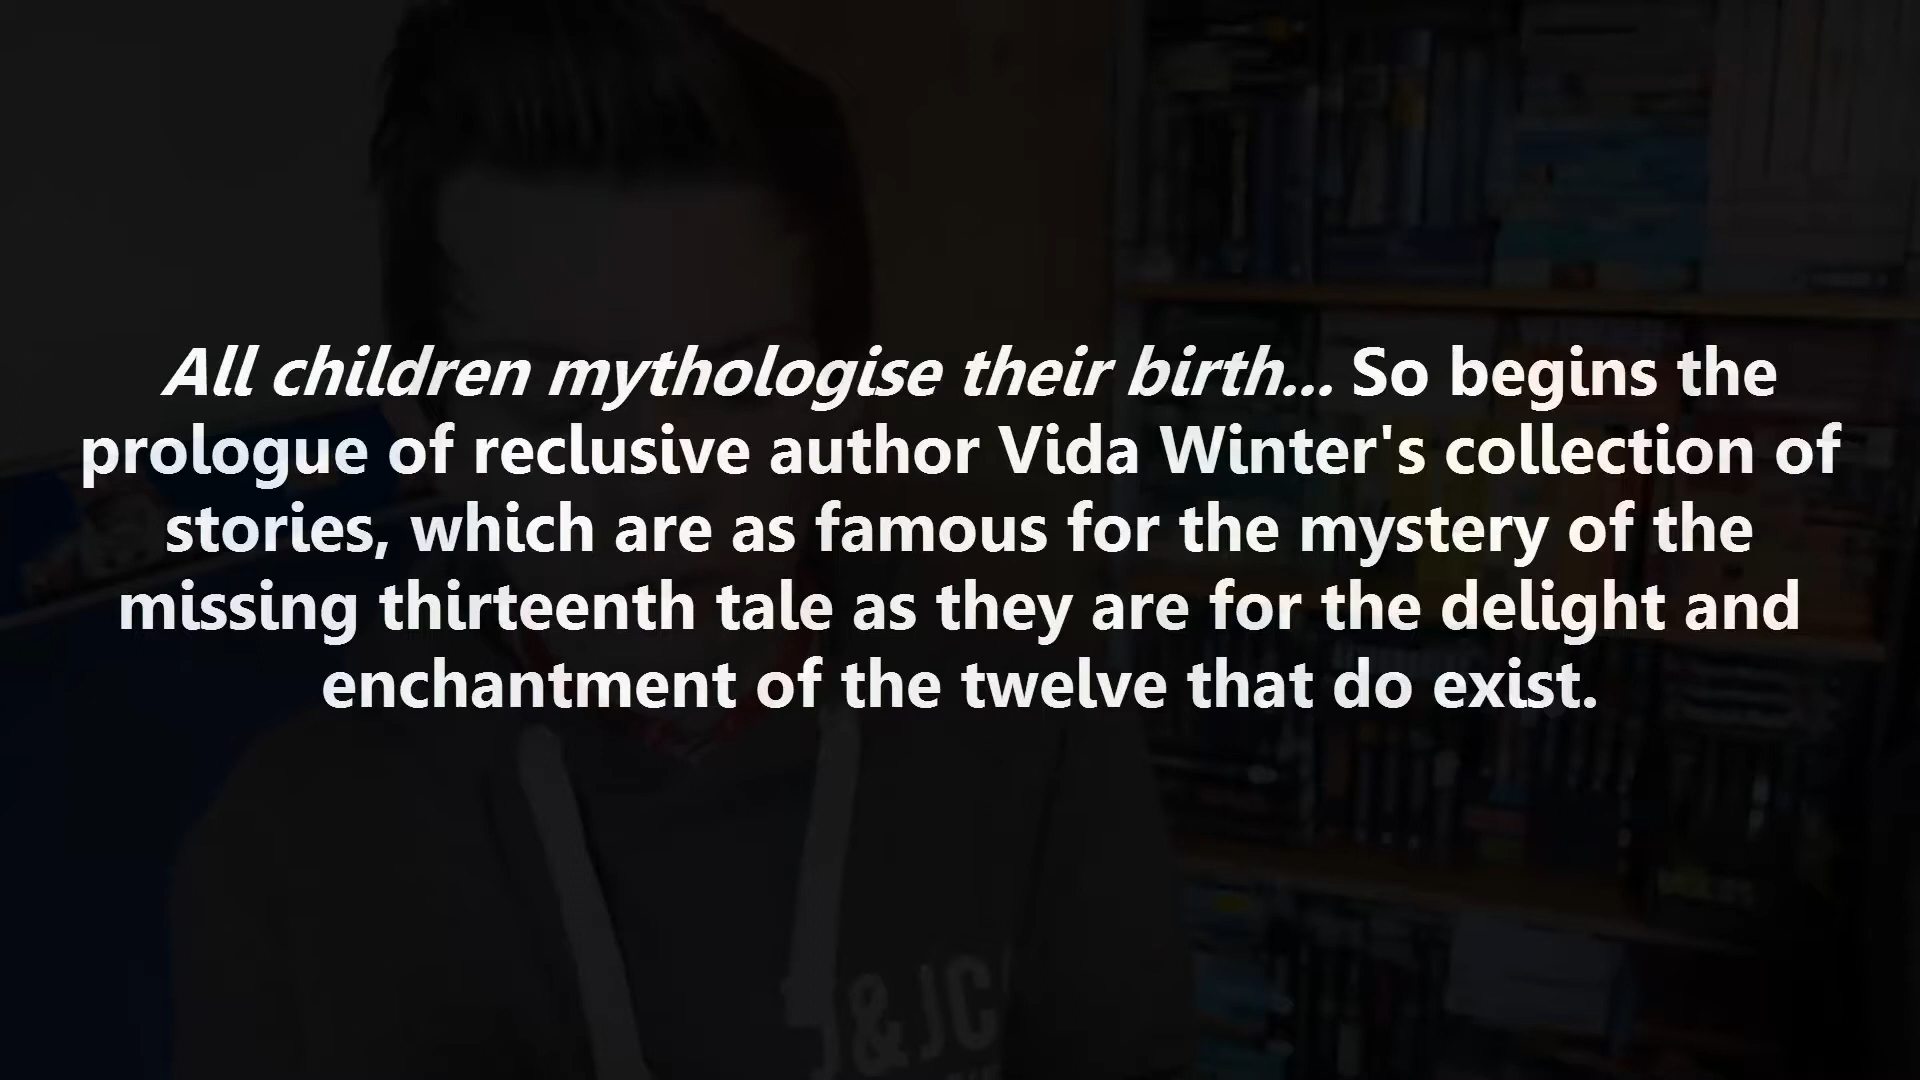 All children mythologise their birth... So begins the
prologue of reclusive author Vida Winter's collection of
stories, which are as famous for the mystery of the
missing thirteenth tale as they are for the delight and
enchantment of the twelve that do exist.
& JC